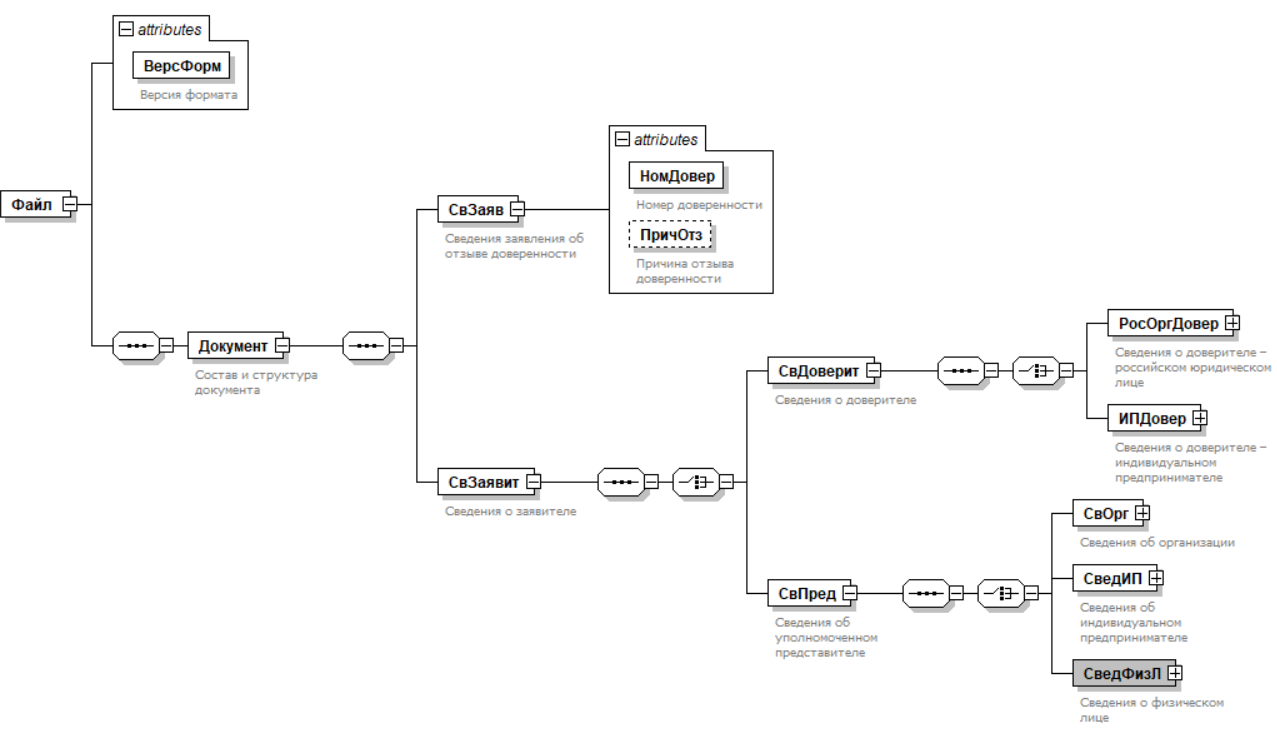 attributes
ВерсФорм
Версия формата
attributes
НомДовер
Номер доверенности
ПричОтз
Причина отзыва
доверенности
Файл
СвЗаяв
Сведения заявления об
отзыве доверенности
Документ
Состав и структура
документа
РосОргДовер
Сведения о доверителе –
российском юридическом
лице
СвДоверит
Сведения о доверителе
ИПДовер
Сведения о доверителе –
индивидуальном
предпринимателе
СвЗаявит
Сведения о заявителе
СвОрг
Сведения об организации
СведИП
Сведения об
индивидуальном
предпринимателе
СвПред
Сведения об
уполномоченном
представителе
СведФизЛ
Сведения о физическом
лице